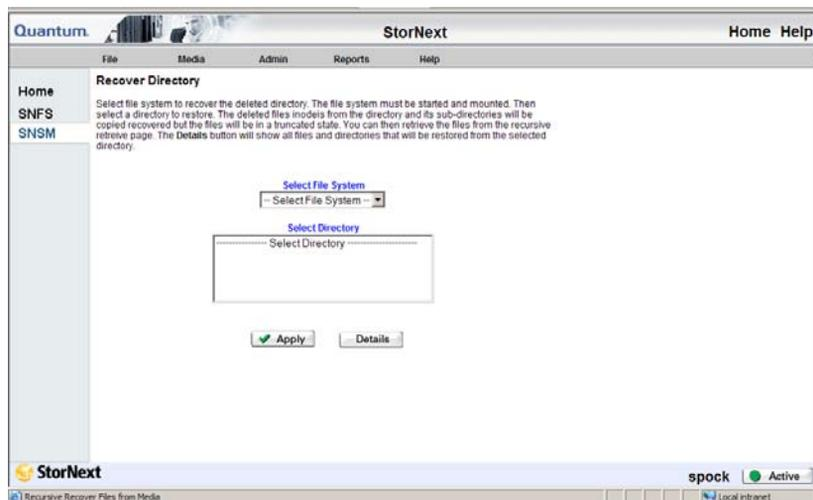 Quantum. StorNext Home Help
File Media Admin Reports Help
Home
SNFS
SNSM
Recover Directory
Select file system to recover the deleted directory. The file system must be started and mounted. Then
select a directory to restore. The deleted files inodeis from the directory and its sub-directories will be
copied recovered but the files will be in a truncated state. You can then retrieve the files from the recursive
retreive page. The Details button will show all files and directories that will be restored from the selected
directory.
Select File System
-- Select File System --
Select Directory
---------------- Select Directory ----------------------
Apply Details
StorNext spock Active
Recursive Recover Files from Media Local intranet